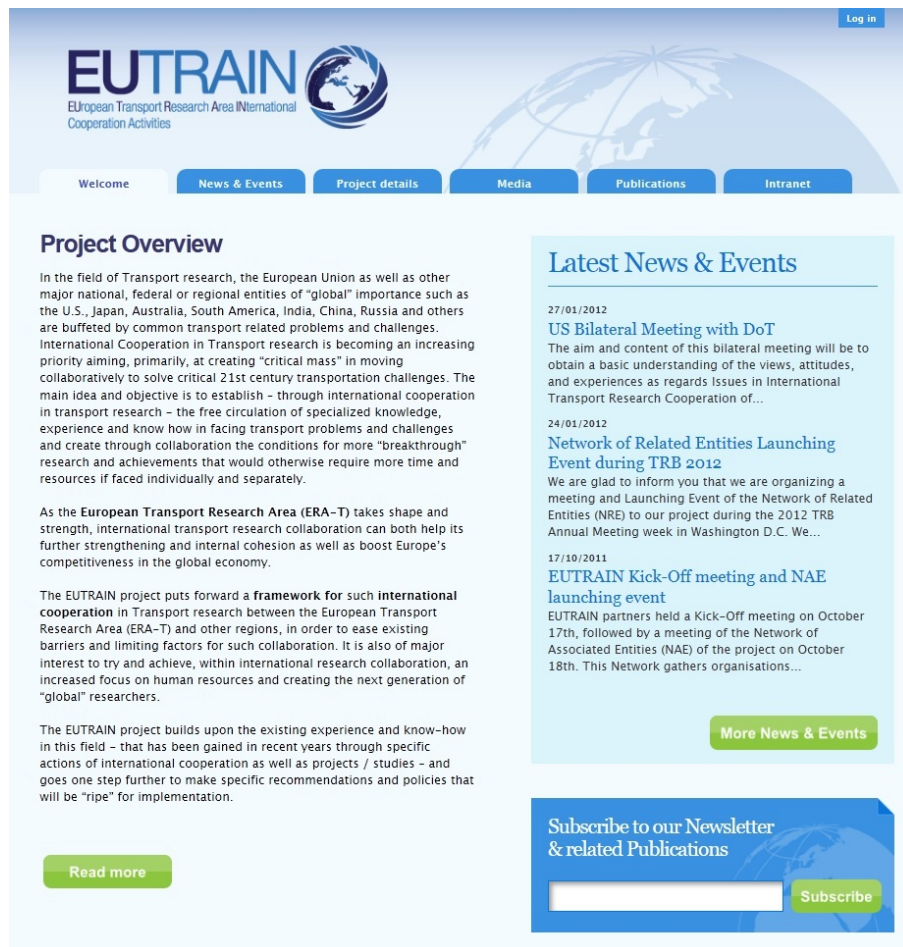 Log in
EUTRAIN
EUropean Transport Research Area INternational
Cooperation Activities
Welcome
News & Events
Project details
Media
Publications
Intranet
Project Overview
In the field of Transport research, the European Union as well as other
major national, federal or regional entities of “global” importance such as
the U.S., Japan, Australia, South America, India, China, Russia and others
are buffeted by common transport related problems and challenges.
International Cooperation in Transport research is becoming an increasing
priority aiming, primarily, at creating “critical mass” in moving
collaboratively to solve critical 21st century transportation challenges. The
main idea and objective is to establish – through international cooperation
in transport research – the free circulation of specialized knowledge,
experience and know how in facing transport problems and challenges
and create through collaboration the conditions for more “breakthrough”
research and achievements that would otherwise require more time and
resources if faced individually and separately.
As the European Transport Research Area (ERA–T) takes shape and
strength, international transport research collaboration can both help its
further strengthening and internal cohesion as well as boost Europe’s
competitiveness in the global economy.
The EUTRAIN project puts forward a framework for such international
cooperation in Transport research between the European Transport
Research Area (ERA–T) and other regions, in order to ease existing
barriers and limiting factors for such collaboration. It is also of major
interest to try and achieve, within international research collaboration, an
increased focus on human resources and creating the next generation of
“global” researchers.
The EUTRAIN project builds upon the existing experience and know–how
in this field – that has been gained in recent years through specific
actions of international cooperation as well as projects / studies – and
goes one step further to make specific recommendations and policies that
will be “ripe” for implementation.
Read more
Latest News & Events
27/01/2012
US Bilateral Meeting with DoT
The aim and content of this bilateral meeting will be to
obtain a basic understanding of the views, attitudes,
and experiences as regards Issues in International
Transport Research Cooperation of...
24/01/2012
Network of Related Entities Launching
Event during TRB 2012
We are glad to inform you that we are organizing a
meeting and Launching Event of the Network of Related
Entities (NRE) to our project during the 2012 TRB
Annual Meeting week in Washington D.C. We...
17/10/2011
EUTRAIN Kick–Off meeting and NAE
launching event
EUTRAIN partners held a Kick–Off meeting on October
17th, followed by a meeting of the Network of
Associated Entities (NAE) of the project on October
18th. This Network gathers organisations...
More News & Events
Subscribe to our Newsletter
& related Publications
Subscribe